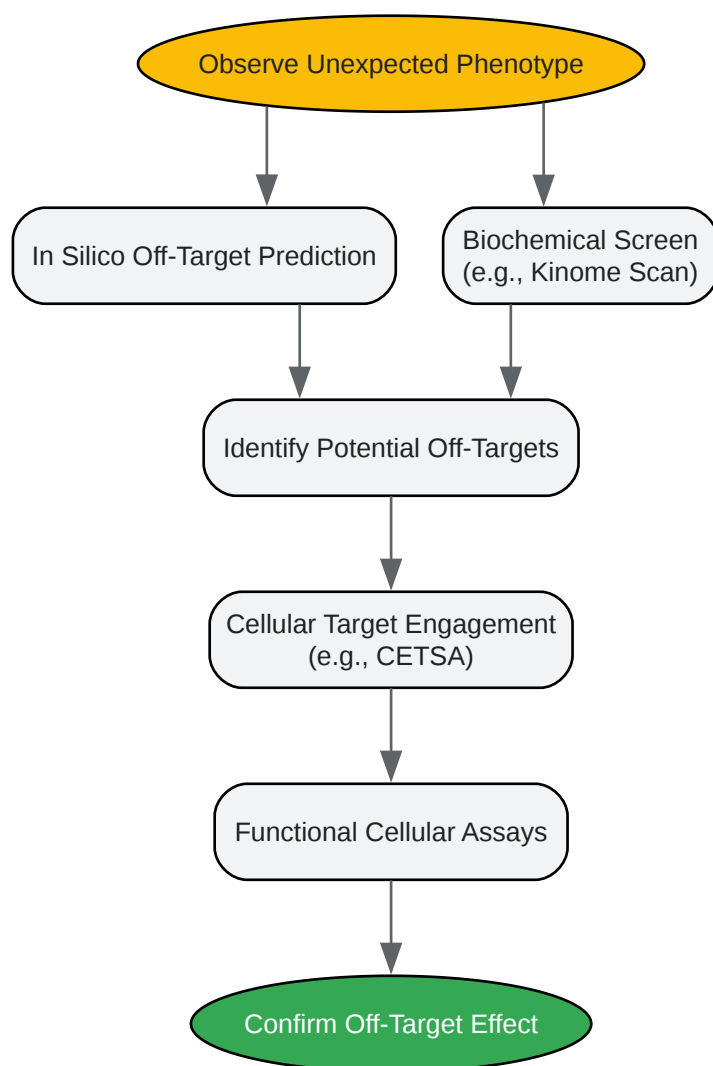 Observe Unexpected Phenotype
In Silico Off-Target Prediction
Biochemical Screen
(e.g., Kinome Scan)
Identify Potential Off-Targets
Cellular Target Engagement
(e.g., CETSA)
Functional Cellular Assays
Confirm Off-Target Effect